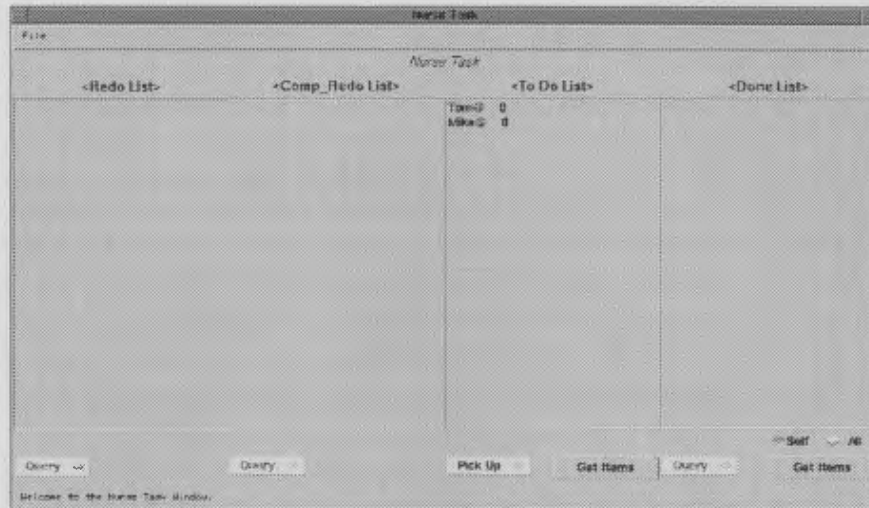 Nurse Task
File
Nurse Task
<Redo List> <Comp_Redo List> <To Do List> <Done List>
0
Mike@ 0
Self All
Query Query Pick Up Get Items Query Get Items
Welcome to the Nurse Task Window.